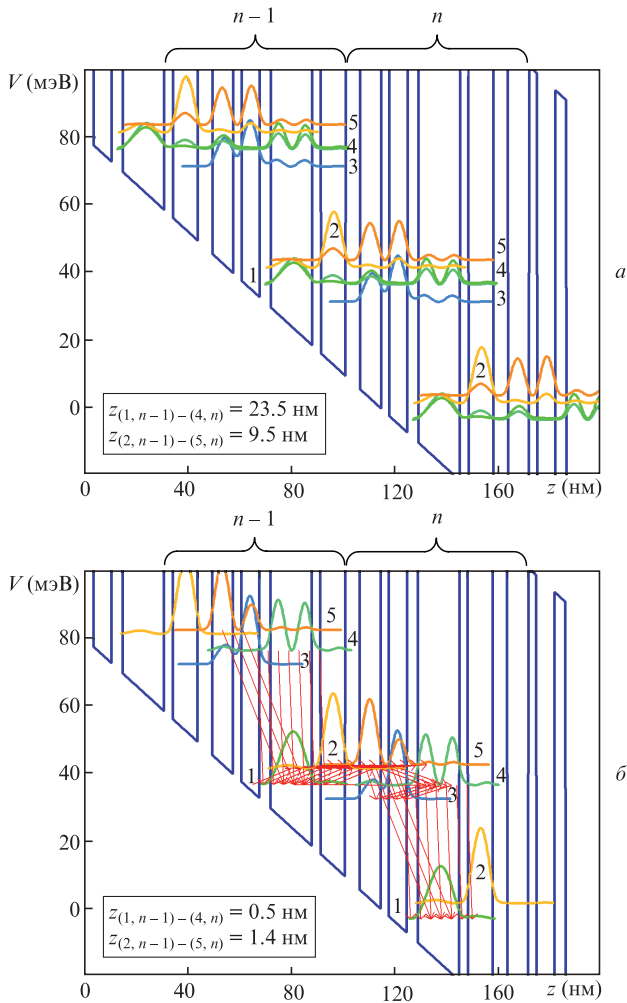 n – 1 n
V (мэВ)
80
5
4
3
60
2
5
40
4
1
3
а
20
2
0
z(1, n – 1) – (4, n) = 23.5 нм
z(2, n – 1) – (5, n) = 9.5 нм
0 40 80 120 160 z (нм)
n – 1 n
V (мэВ)
80
5
4
3
60
2
5
40
1
4
3
б
20
2
0
1
z(1, n – 1) – (4, n) = 0.5 нм
z(2, n – 1) – (5, n) = 1.4 нм
0 40 80 120 160 z (нм)